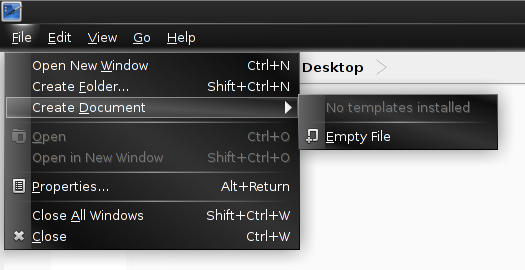 File Edit View Go Help
Open New Window Ctrl+N
Desktop
Create Folder... Shift+Ctrl+N
Create Document
No templates installed
Open Ctrl+O
Empty File
Open in New Window Shift+Ctrl+O
Properties... Alt+Return
Close All Windows Shift+Ctrl+W
Close Ctrl+W